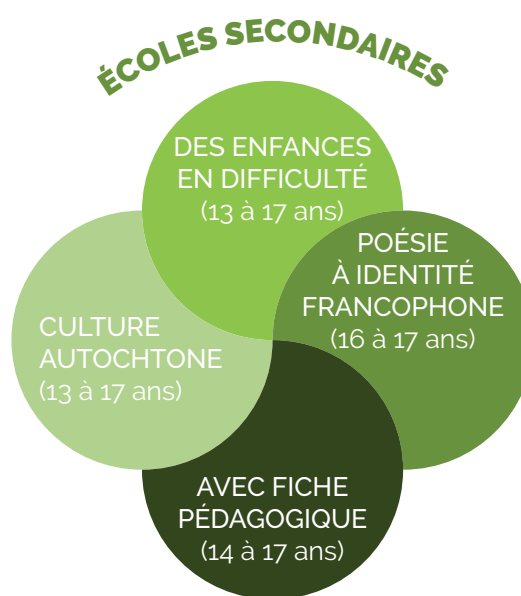 ÉCOLES SECONDAIRES
DES ENFANCES
EN DIFFICULTÉ
(13 à 17 ans)
POÉSIE
À IDENTITÉ
FRANCOPHONE
(16 à 17 ans)
CULTURE
AUTOCHTONE
(13 à 17 ans)
AVEC FICHE
PÉDAGOGIQUE
(14 à 17 ans)